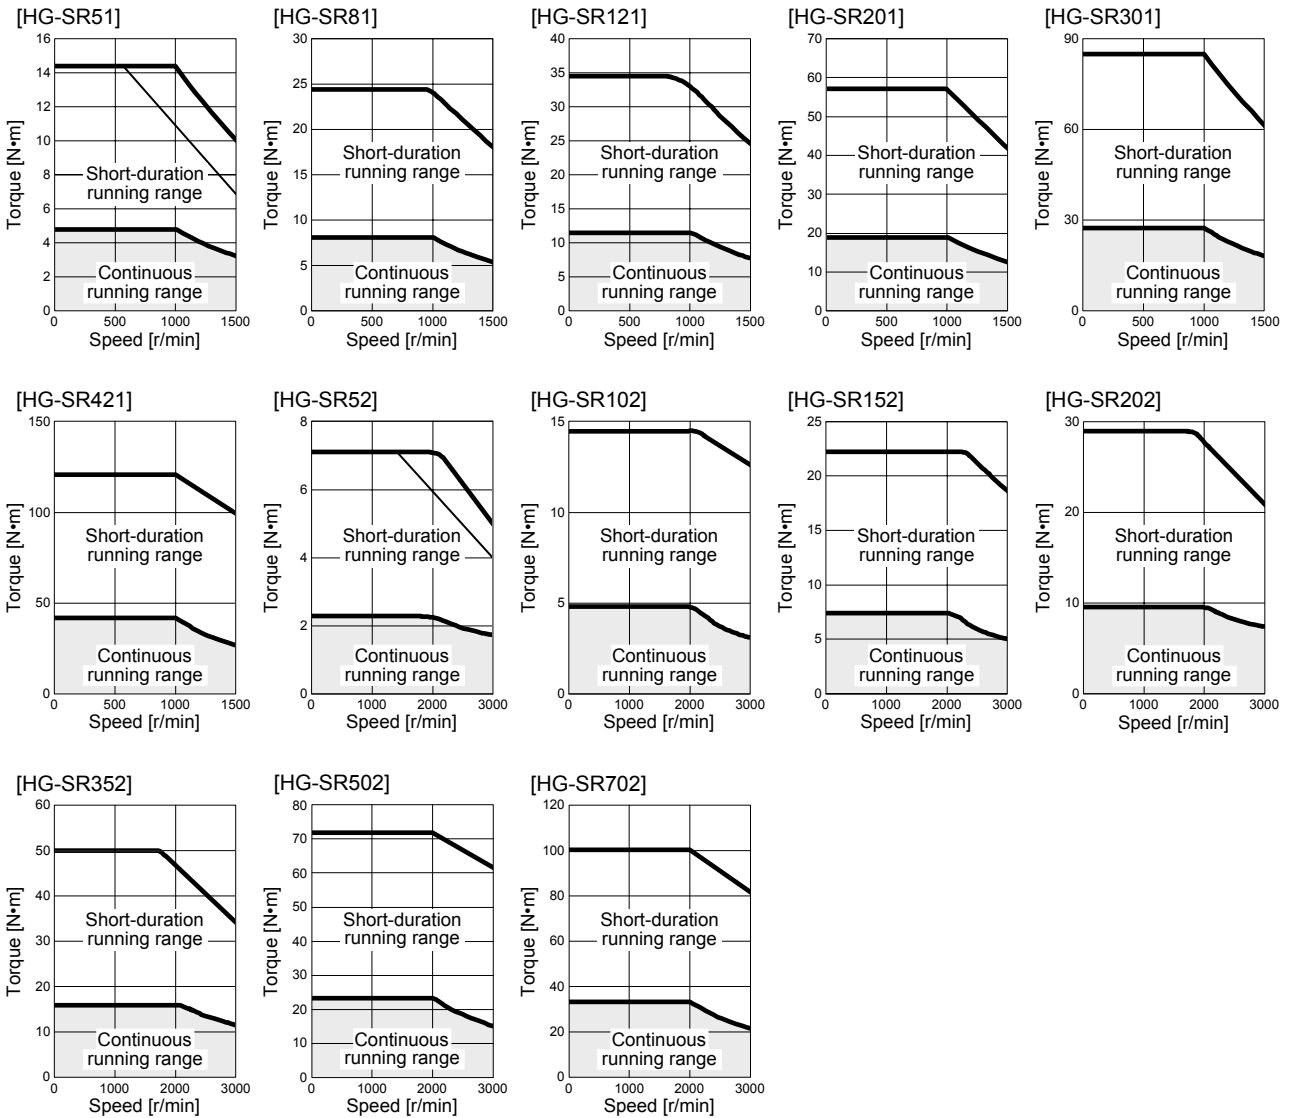 [HG-SR51]
16
14
12
10
8
6
4
2
0
Torque [N•m]
Short-duration
running range
Continuous
running range
0 500 1000 1500
Speed [r/min]
[HG-SR81]
30
25
20
15
10
5
0
Torque [N•m]
Short-duration
running range
Continuous
running range
0 500 1000 1500
Speed [r/min]
[HG-SR121]
40
35
30
25
20
15
10
5
0
Torque [N•m]
Short-duration
running range
Continuous
running range
0 500 1000 1500
Speed [r/min]
[HG-SR201]
70
60
50
40
30
20
10
0
Torque [N•m]
Short-duration
running range
Continuous
running range
0 500 1000 1500
Speed [r/min]
[HG-SR301]
90
60
30
0
Torque [N•m]
Short-duration
running range
Continuous
running range
0 500 1000 1500
Speed [r/min]
[HG-SR421]
150
100
50
0
Torque [N•m]
Short-duration
running range
Continuous
running range
0 500 1000 1500
Speed [r/min]
[HG-SR52]
8
6
4
2
0
Torque [N•m]
Short-duration
running range
Continuous
running range
0 1000 2000 3000
Speed [r/min]
[HG-SR102]
15
10
5
0
Torque [N•m]
Short-duration
running range
Continuous
running range
0 1000 2000 3000
Speed [r/min]
[HG-SR152]
25
20
15
10
5
0
Torque [N•m]
Short-duration
running range
Continuous
running range
0 1000 2000 3000
Speed [r/min]
[HG-SR202]
30
20
10
0
Torque [N•m]
Short-duration
running range
Continuous
running range
0 1000 2000 3000
Speed [r/min]
[HG-SR352]
60
50
40
30
20
10
0
Torque [N•m]
Short-duration
running range
Continuous
running range
0 1000 2000 3000
Speed [r/min]
[HG-SR502]
80
70
60
50
40
30
20
10
0
Torque [N•m]
Short-duration
running range
Continuous
running range
0 1000 2000 3000
Speed [r/min]
[HG-SR702]
120
100
80
60
40
20
0
Torque [N•m]
Short-duration
running range
Continuous
running range
0 1000 2000 3000
Speed [r/min]